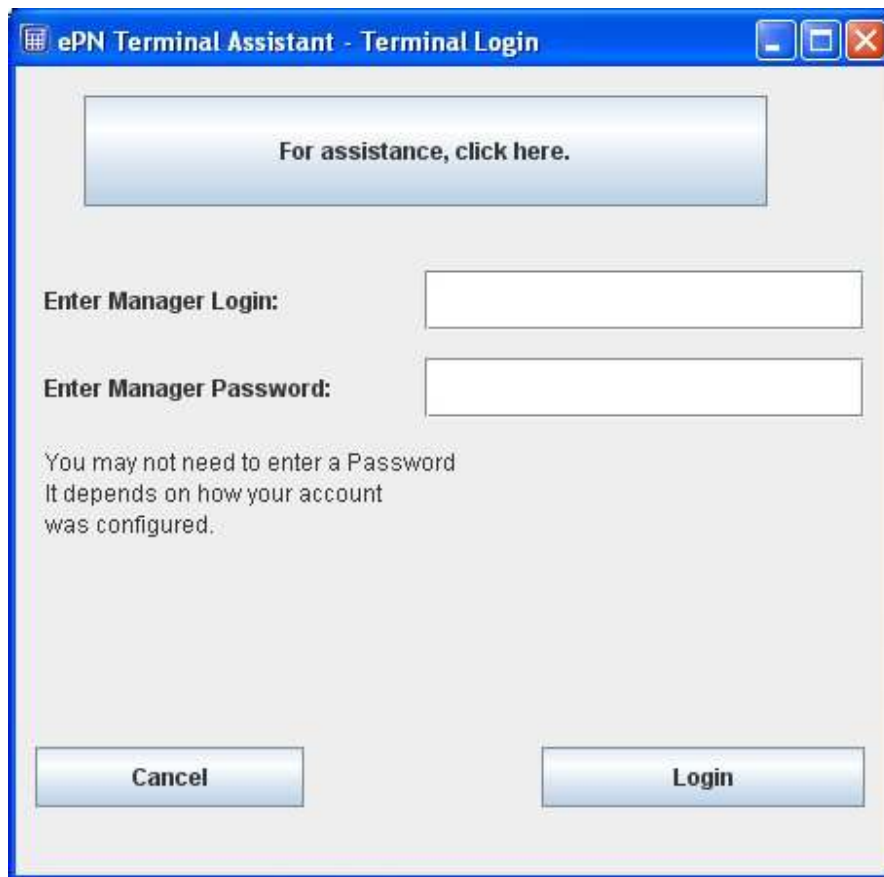 ePN Terminal Assistant - Terminal Login
For assistance, click here.
Enter Manager Login:
Enter Manager Password:
You may not need to enter a Password
It depends on how your account
was configured.
Cancel
Login